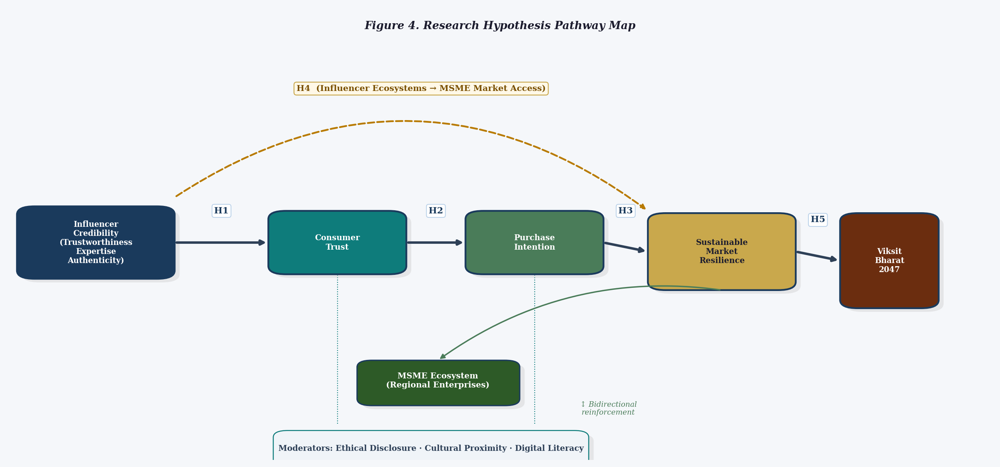 Figure 4. Research Hypothesis Pathway Map
H4 (Influencer Ecosystems → MSME Market Access)
H1
H2
H3
H5
Influencer
Credibility
(Trustworthiness
Expertise
Authenticity)
Consumer
Trust
Purchase
Intention
Sustainable
Market
Resilience
Viksit
Bharat
2047
MSME Ecosystem
(Regional Enterprises)
↕ Bidirectional
reinforcement
Moderators: Ethical Disclosure · Cultural Proximity · Digital Literacy